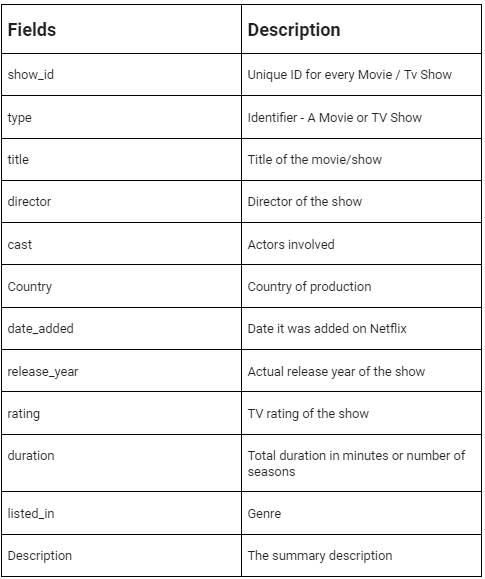 Fields Description
show_id Unique ID for every Movie / Tv Show
type Identifier - A Movie or TV Show
title Title of the movie/show
director Director of the show
cast Actors involved
Country Country of production
date_added Date it was added on Netflix
release_year Actual release year of the show
rating TV rating of the show
duration Total duration in minutes or number of
seasons
listed_in Genre
Description The summary description